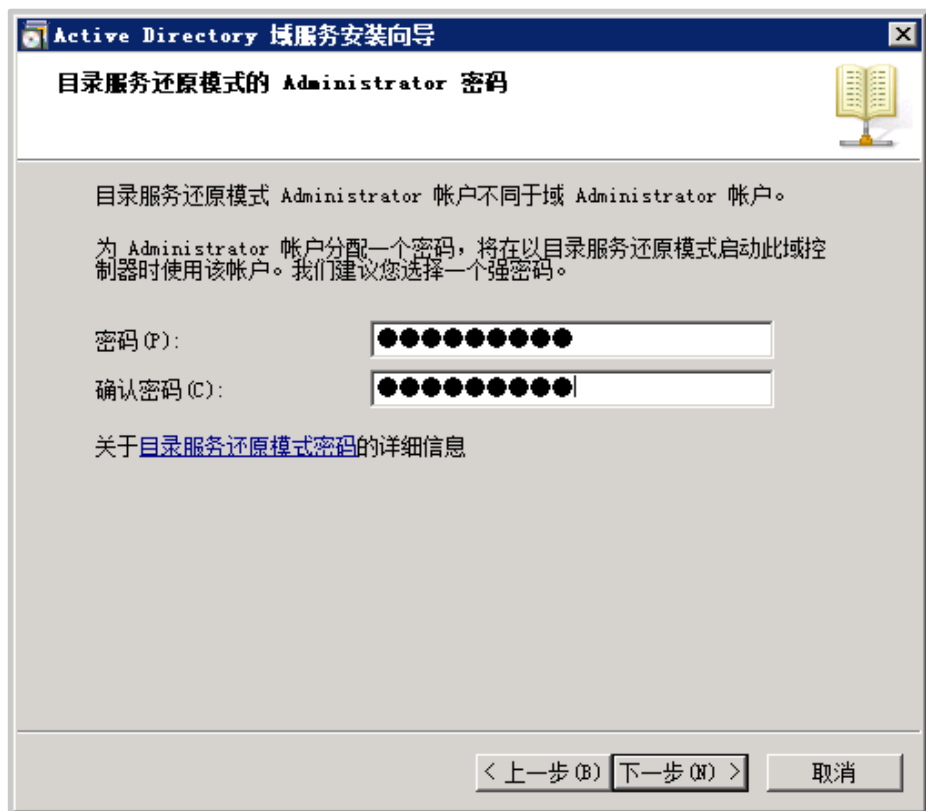 Active Directory 域服务安装向导
目录服务还原模式的 Administrator 密码
目录服务还原模式 Administrator 帐户不同于域 Administrator 帐户。
为 Administrator 帐户分配一个密码，将在以目录服务还原模式启动此域控
制器时使用该帐户。我们建议您选择一个强密码。
密码(P):
●●●●●●●●●
确认密码(C):
●●●●●●●●●
关于目录服务还原模式密码的详细信息
< 上一步(B) 下一步(N) > 取消